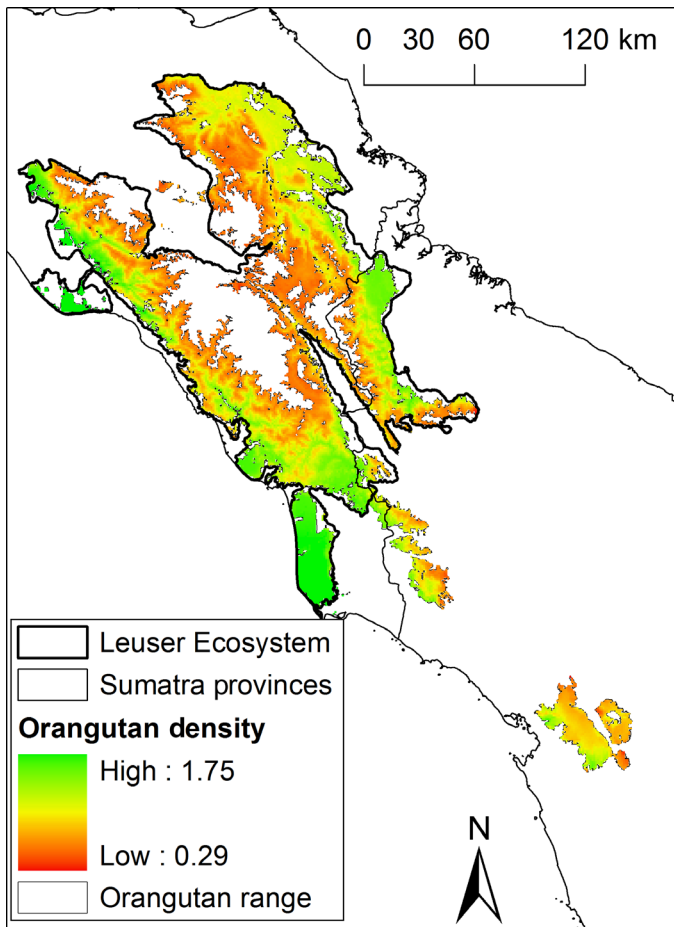 0 30 60 120 km
Leuser Ecosystem
Sumatra provinces
Orangutan density
High : 1.75
Low : 0.29
Orangutan range
N